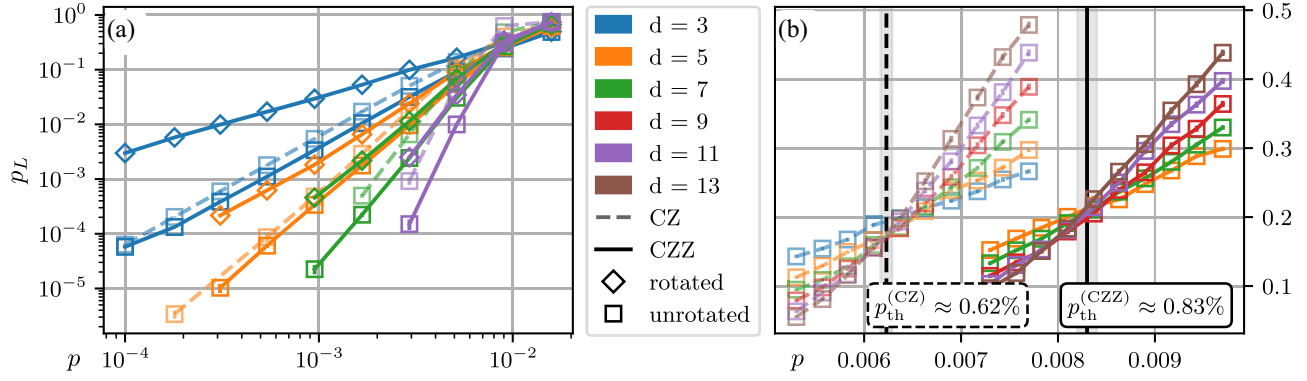 (a)
10⁰
10⁻¹
10⁻²
10⁻³
10⁻⁴
10⁻⁵
p_L
p
10⁻⁴
10⁻³
10⁻²
d = 3
d = 5
d = 7
d = 9
d = 11
d = 13
CZ
CZZ
rotated
unrotated
(b)
0.5
0.4
0.3
0.2
0.1
p_th^(CZ) ≈ 0.62%
p_th^(CZZ) ≈ 0.83%
p
0.006
0.007
0.008
0.009